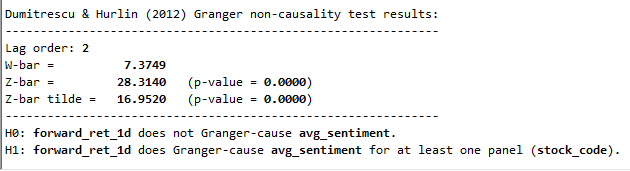 Dumitrescu & Hurlin (2012) Granger non-causality test results:
--------------------------------------------------------------
Lag order: 2
W-bar =          7.3749
Z-bar =         28.3140   (p-value = 0.0000)
Z-bar tilde =   16.9520   (p-value = 0.0000)
--------------------------------------------------------------
H0: forward_ret_1d does not Granger-cause avg_sentiment.
H1: forward_ret_1d does Granger-cause avg_sentiment for at least one panel (stock_code).